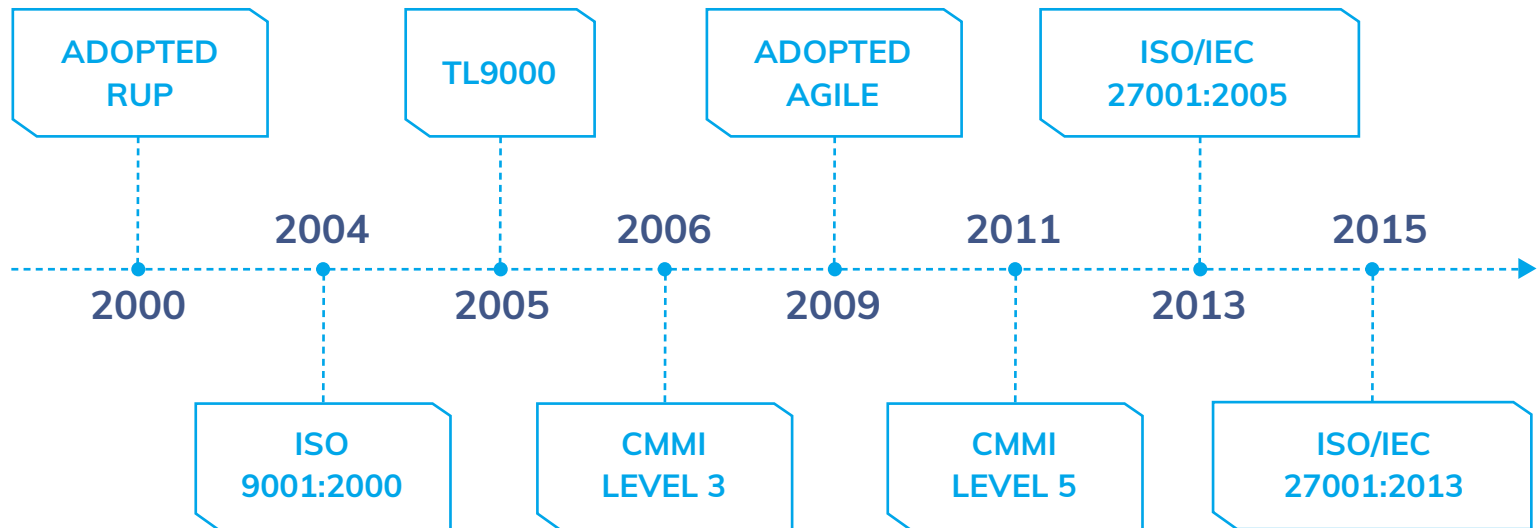 ADOPTED
RUP
TL9000
ADOPTED
AGILE
ISO/IEC
27001:2005
2004
2006
2011
2015
2000
2005
2009
2013
ISO
9001:2000
CMMI
LEVEL 3
CMMI
LEVEL 5
ISO/IEC
27001:2013